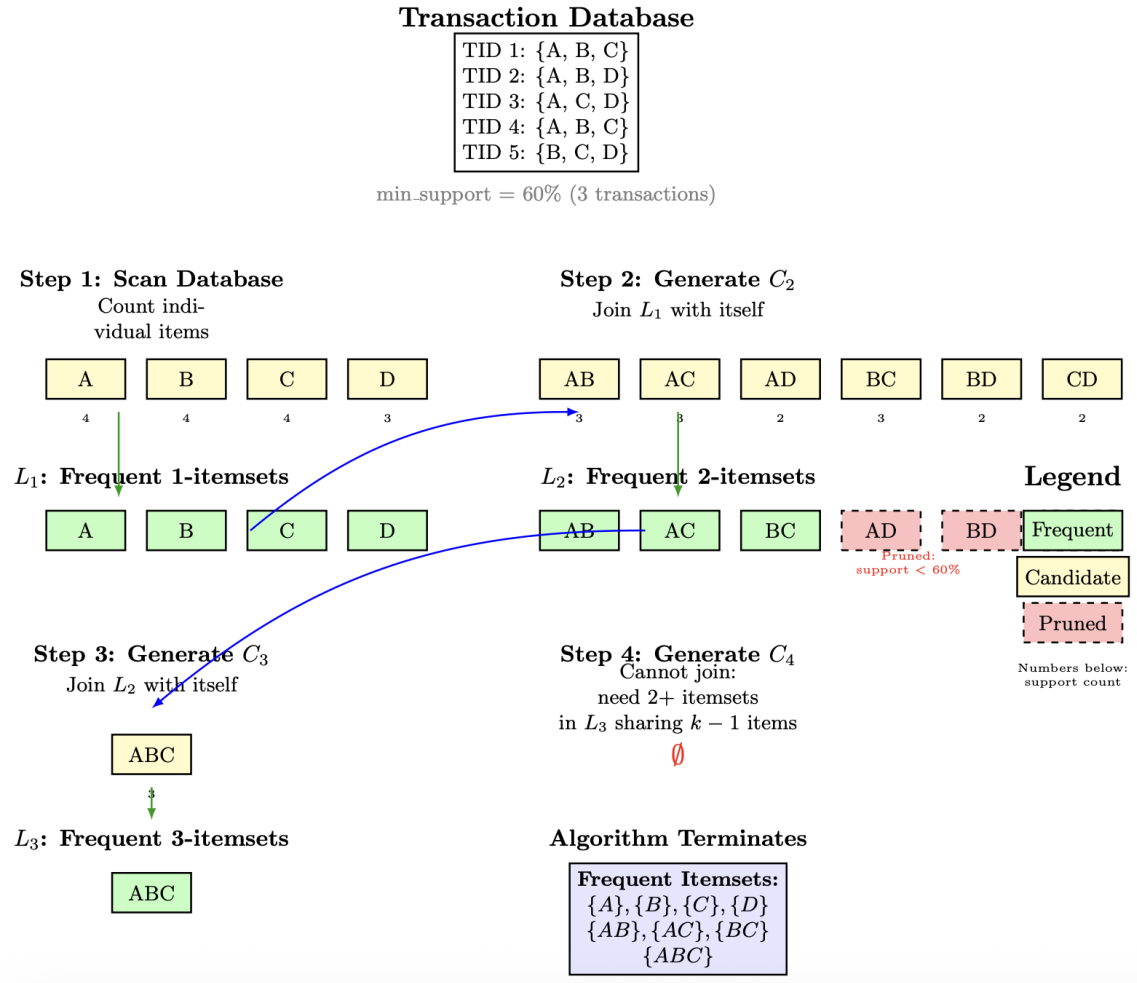 Transaction Database
TID 1: {A, B, C}
TID 2: {A, B, D}
TID 3: {A, C, D}
TID 4: {A, B, C}
TID 5: {B, C, D}
min_support = 60% (3 transactions)
Step 1: Scan Database
Count indi-
vidual items
A B C D
4 4 4 3
Step 2: Generate C₂
Join L₁ with itself
AB AC AD BC BD CD
3 3 2 3 2 2
L₁: Frequent 1-itemsets
A B C D
L₂: Frequent 2-itemsets
AB AC BC AD BD
Pruned:
support < 60%
Legend
Frequent
Candidate
Pruned
Numbers below:
support count
Step 3: Generate C₃
Join L₂ with itself
ABC
3
L₃: Frequent 3-itemsets
ABC
Step 4: Generate C₄
Cannot join:
need 2+ itemsets
in L₃ sharing k − 1 items
∅
Algorithm Terminates
Frequent Itemsets:
{A}, {B}, {C}, {D}
{AB}, {AC}, {BC}
{ABC}